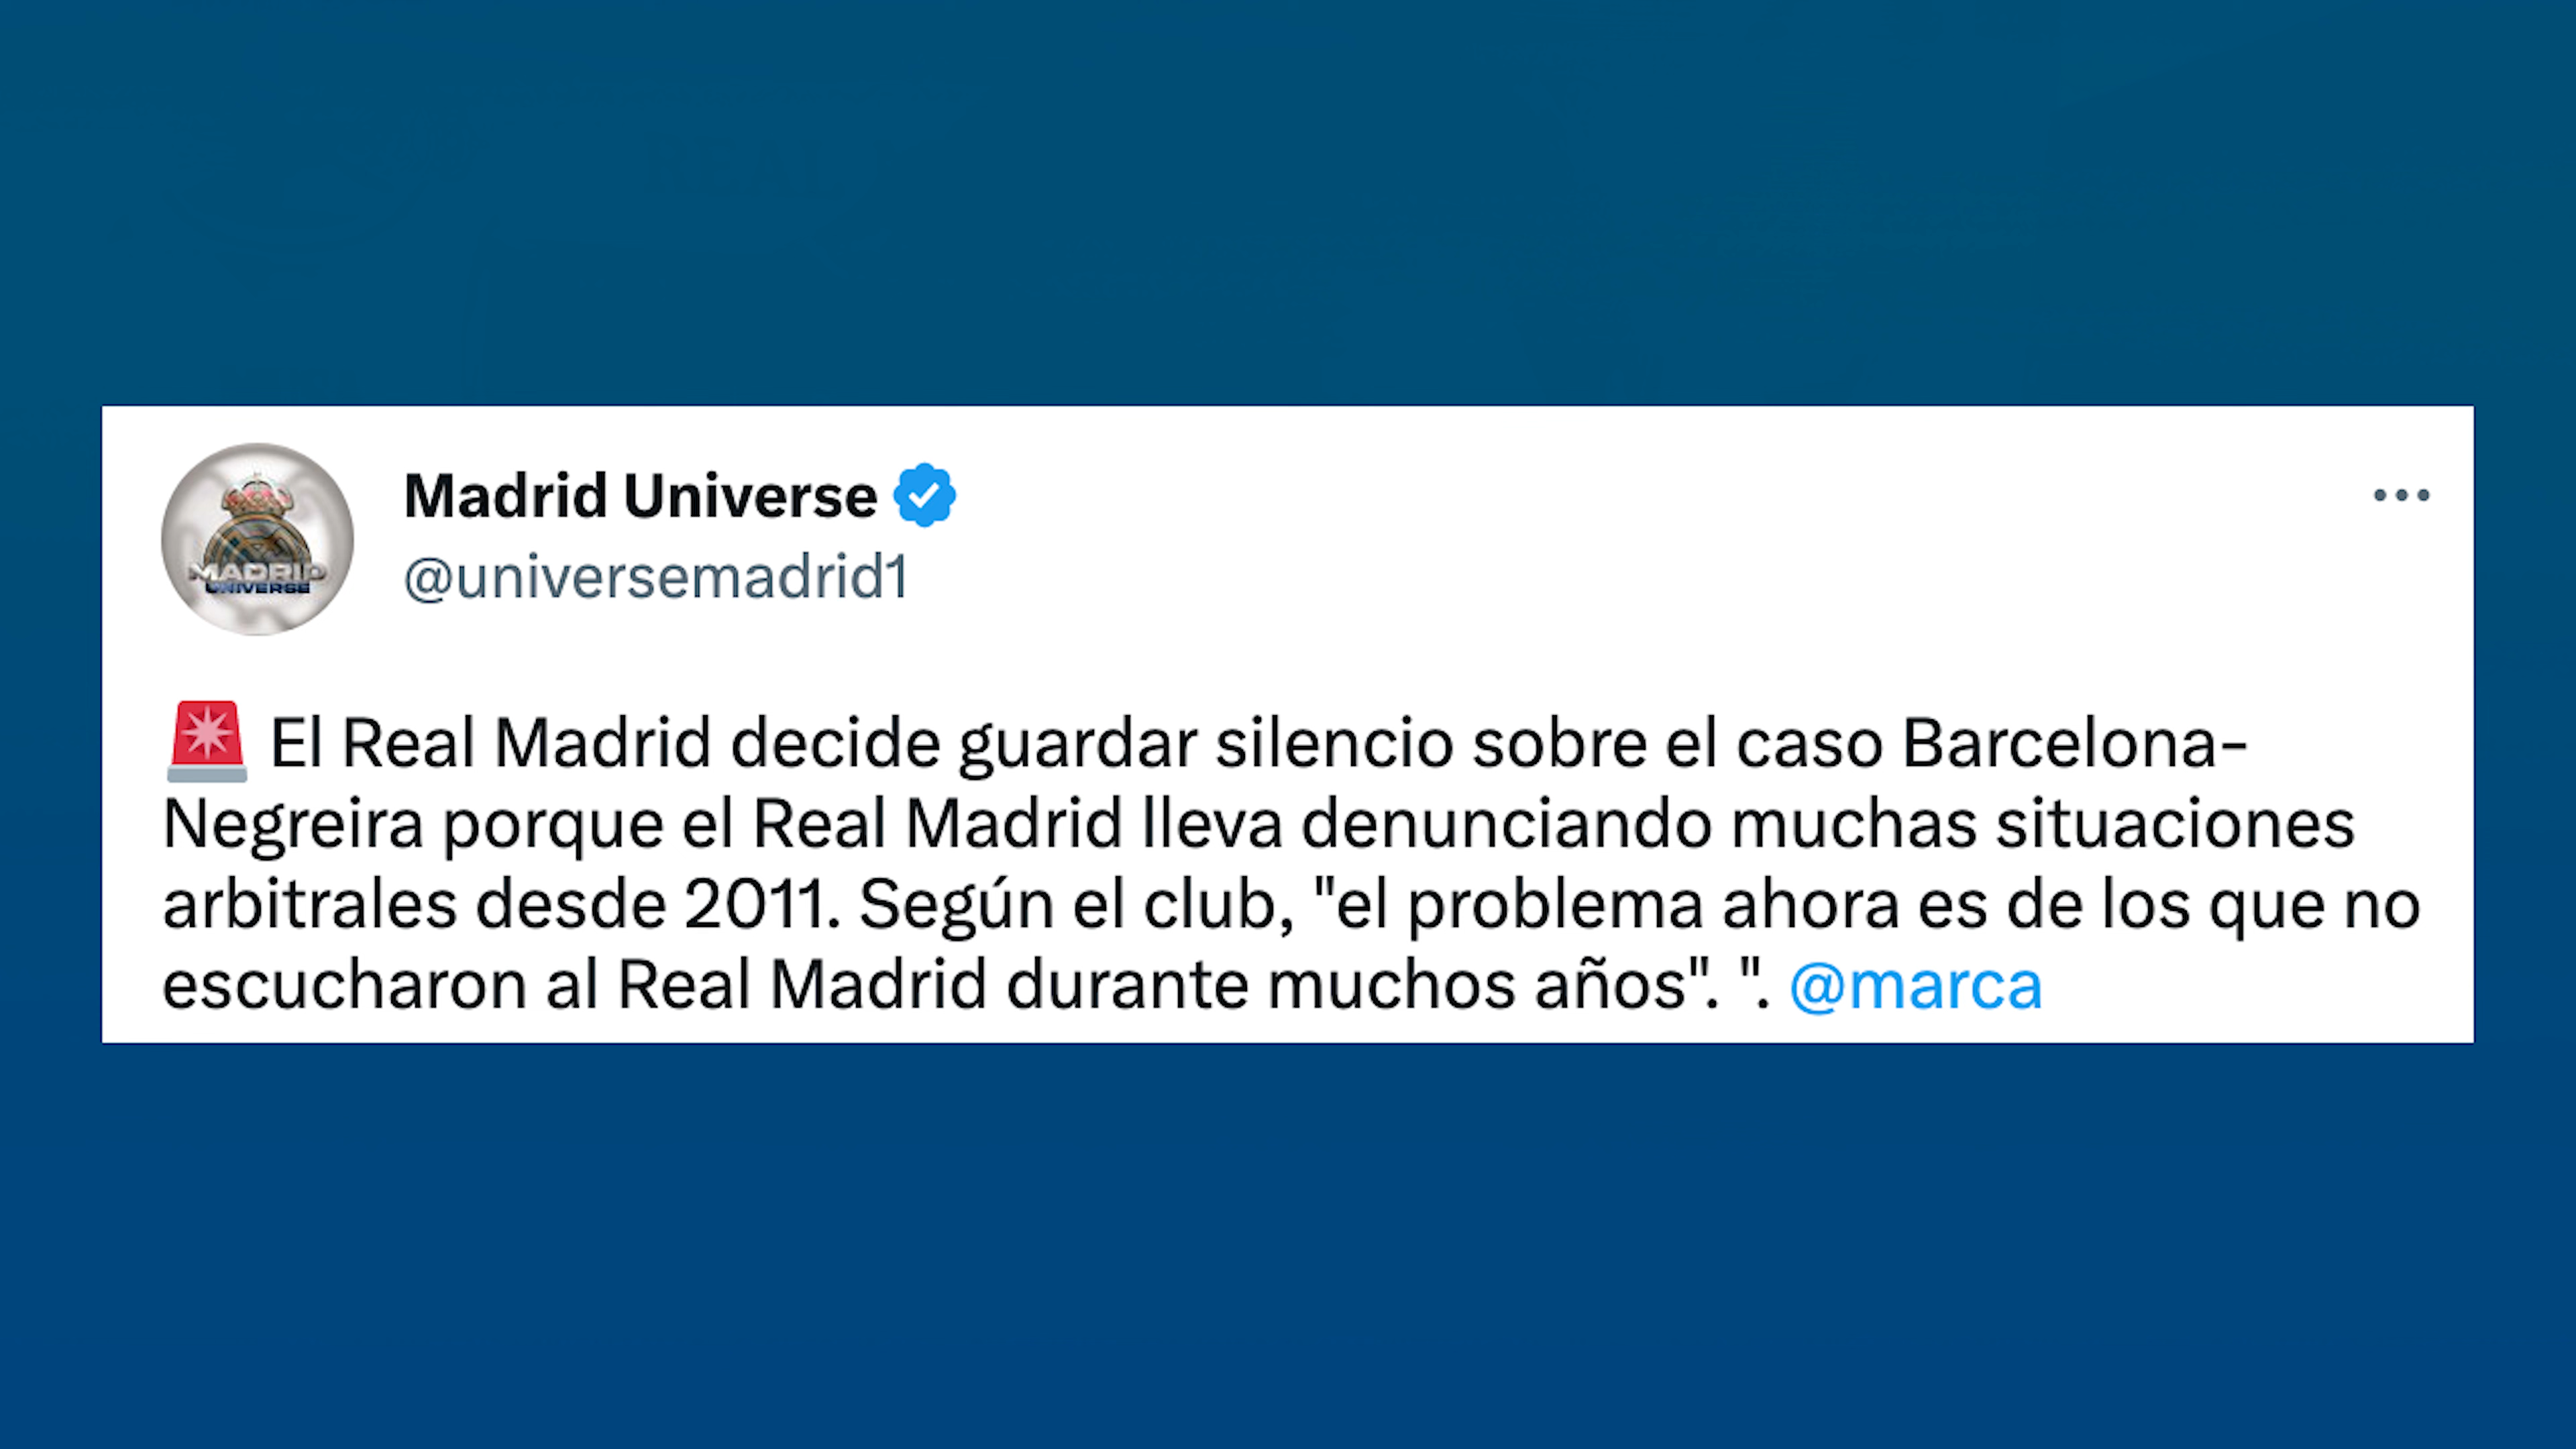 Madrid Universe
@universemadrid1
MADRID
UNIVERSE
🚨 El Real Madrid decide guardar silencio sobre el caso Barcelona-
Negreira porque el Real Madrid lleva denunciando muchas situaciones
arbitrales desde 2011. Según el club, "el problema ahora es de los que no
escucharon al Real Madrid durante muchos años". ". @marca